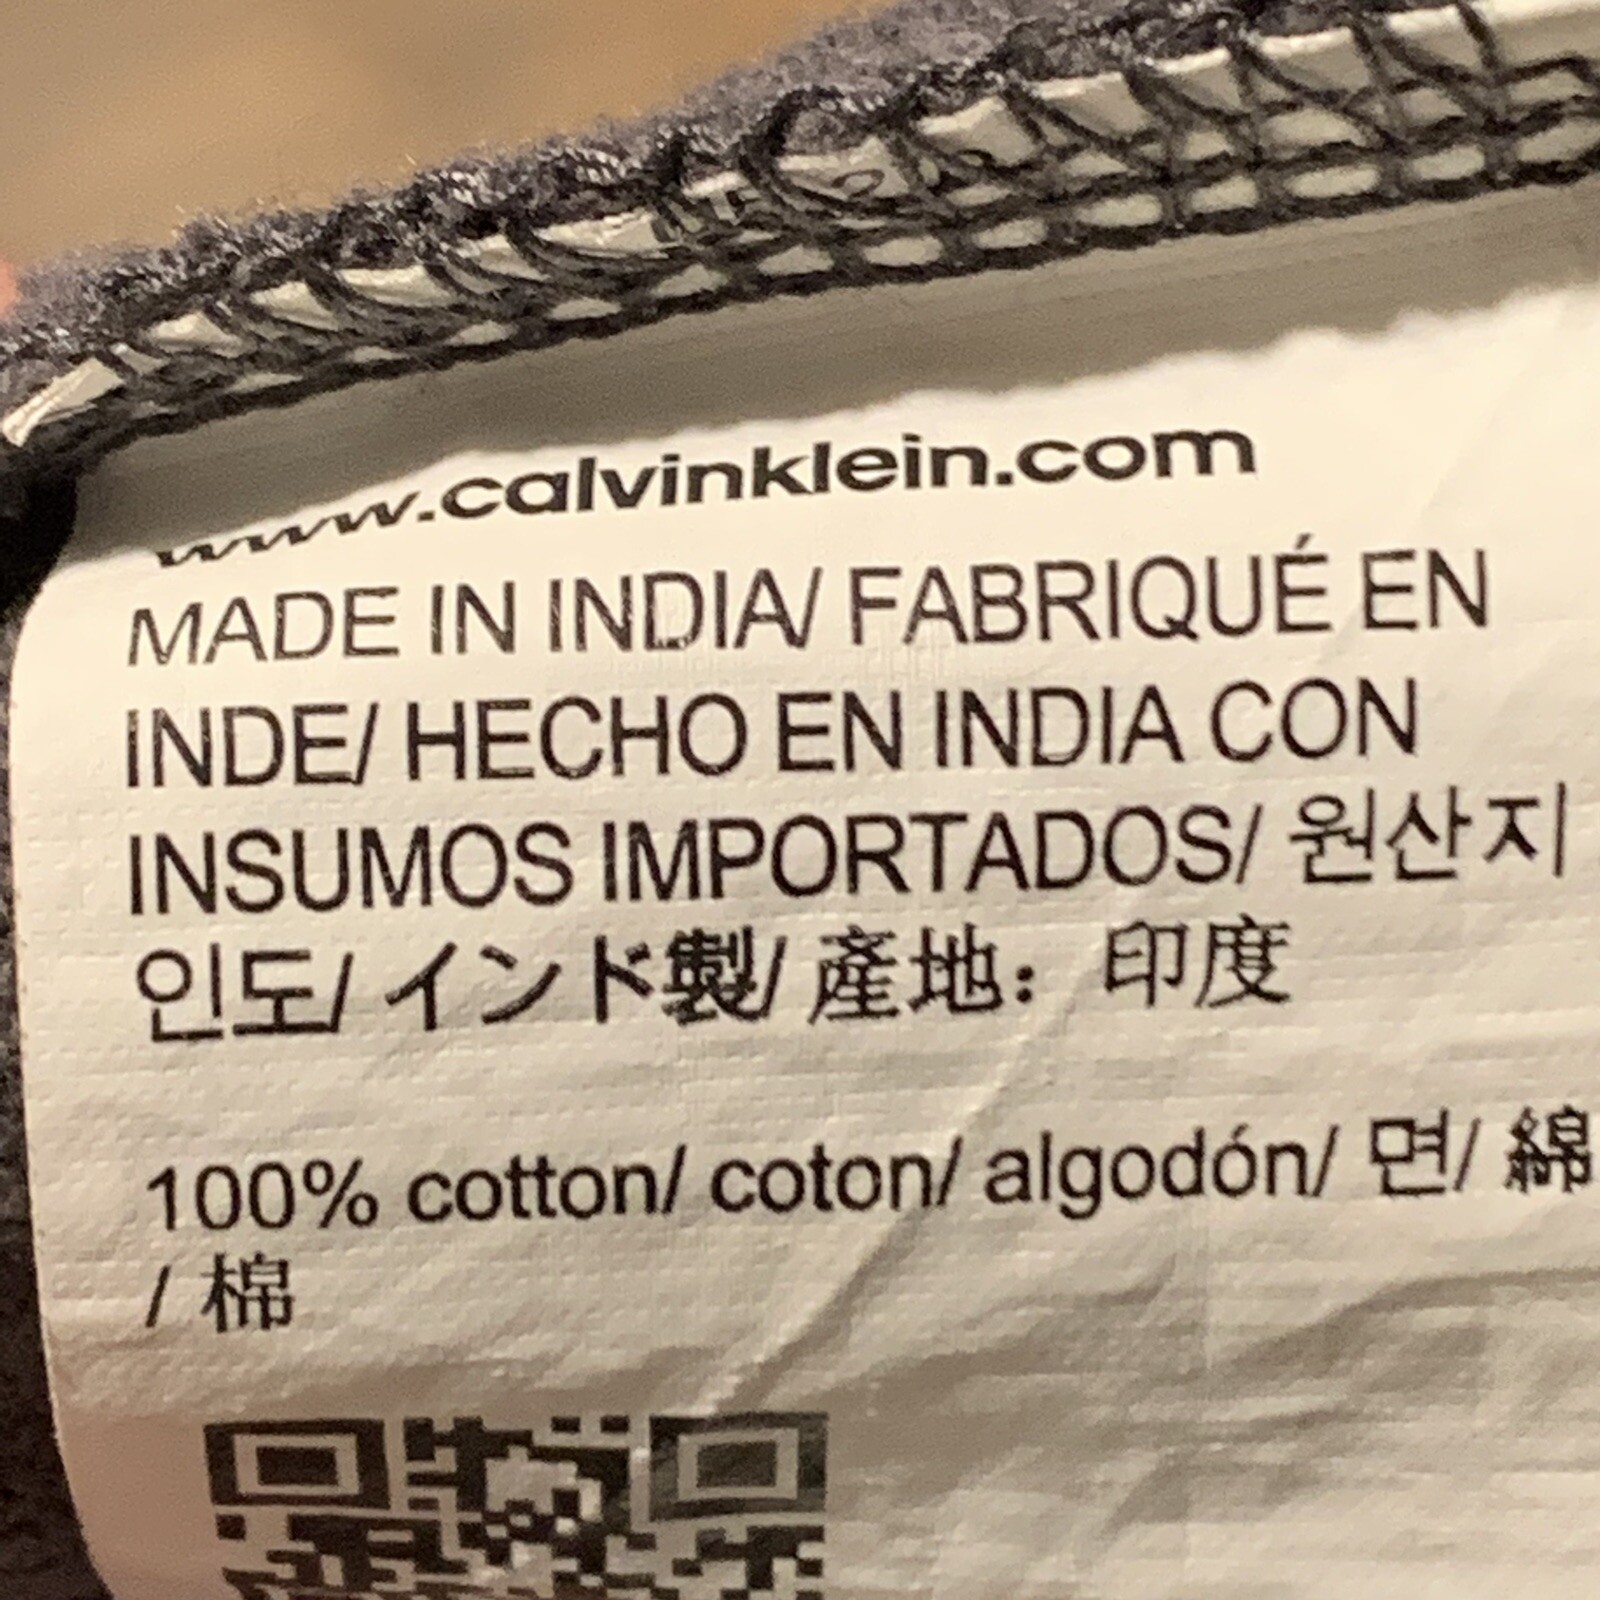 www.calvinklein.com
MADE IN INDIA/ FABRIQUÉ EN
INDE/ HECHO EN INDIA CON
INSUMOS IMPORTADOS/ 원산지
인도/ インド製/ 產地：印度
100% cotton/ coton/ algodón/ 면/ 綿
/ 棉